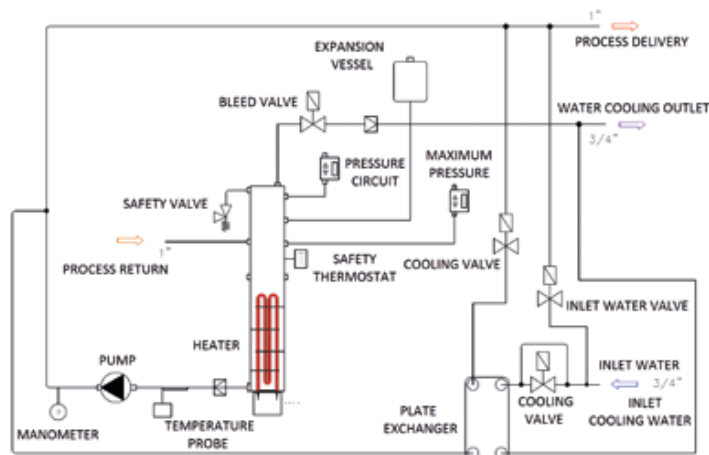 1"
PROCESS DELIVERY
EXPANSION
VESSEL
BLEED VALVE
WATER COOLING OUTLET
3/4"
PRESSURE
CIRCUIT
MAXIMUM
PRESSURE
SAFETY VALVE
1"
PROCESS RETURN
SAFETY
THERMOSTAT
COOLING VALVE
INLET WATER VALVE
HEATER
PUMP
INLET WATER
3/4"
INLET
COOLING WATER
COOLING
VALVE
PLATE
EXCHANGER
MANOMETER
TEMPERATURE
PROBE